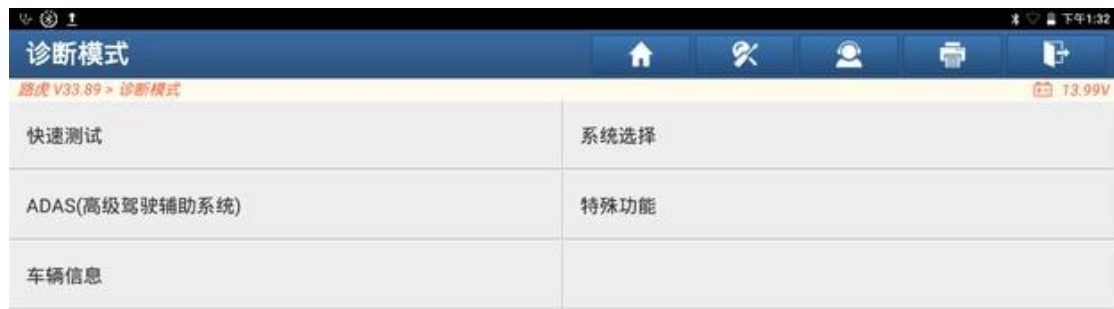 下午1:32
诊断模式
路虎 V33.89 > 诊断模式
13.99V
快速测试
系统选择
ADAS(高级驾驶辅助系统)
特殊功能
车辆信息